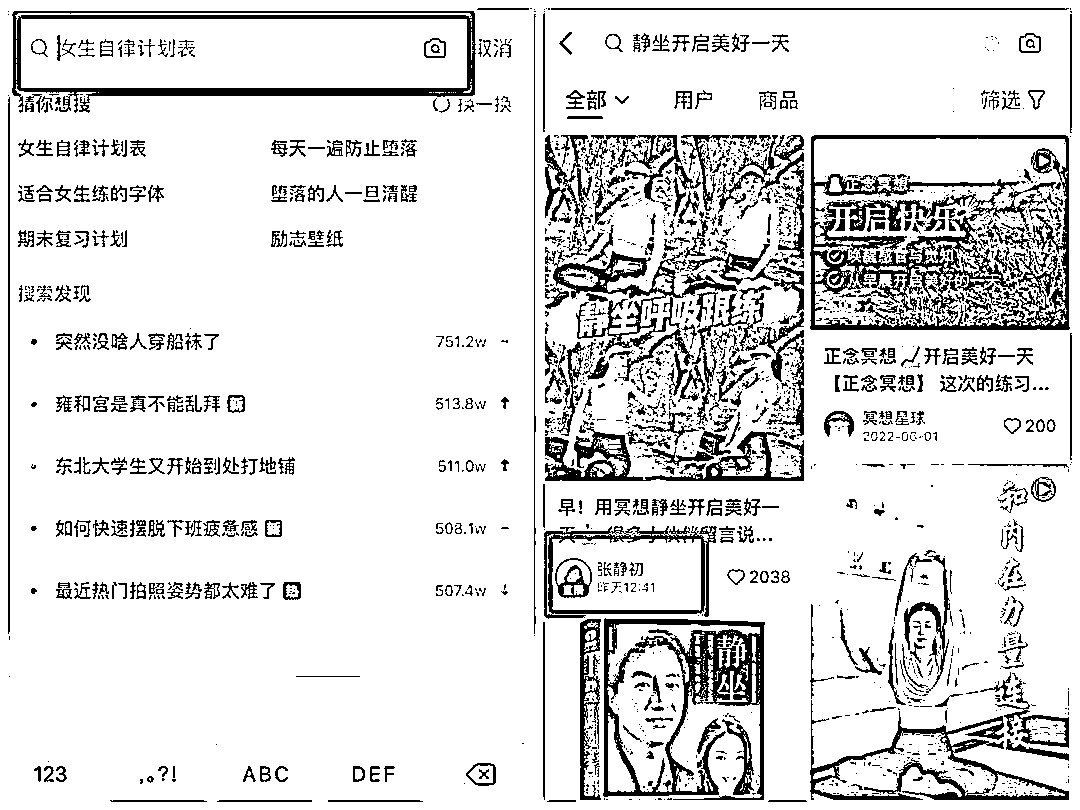 女生自律计划表
取消
猜你想搜
换一换
女生自律计划表
每天一遍防止堕落
适合女生练的字体
堕落的人一旦清醒
期末复习计划
励志壁纸
搜索发现
突然没啥人穿船袜了
751.2w
雍和宫是真不能乱拜 新
513.8w
东北大学生又开始到处打地铺
511.0w
如何快速摆脱下班疲惫感
508.1w
最近热门拍照姿势都太难了 热
507.4w
123
,。?!
ABC
DEF
静坐开启美好一天
全部
用户
商品
筛选
静坐呼吸跟练
早！用冥想静坐开启美好一
天 很多小伙伴留言说...
张静初
昨天12:41
2038
静坐
正念冥想
开启快乐
正念冥想 开启美好一天
【正念冥想】 这次的练习...
冥想星球
2022-06-01
200
和内在力量连接